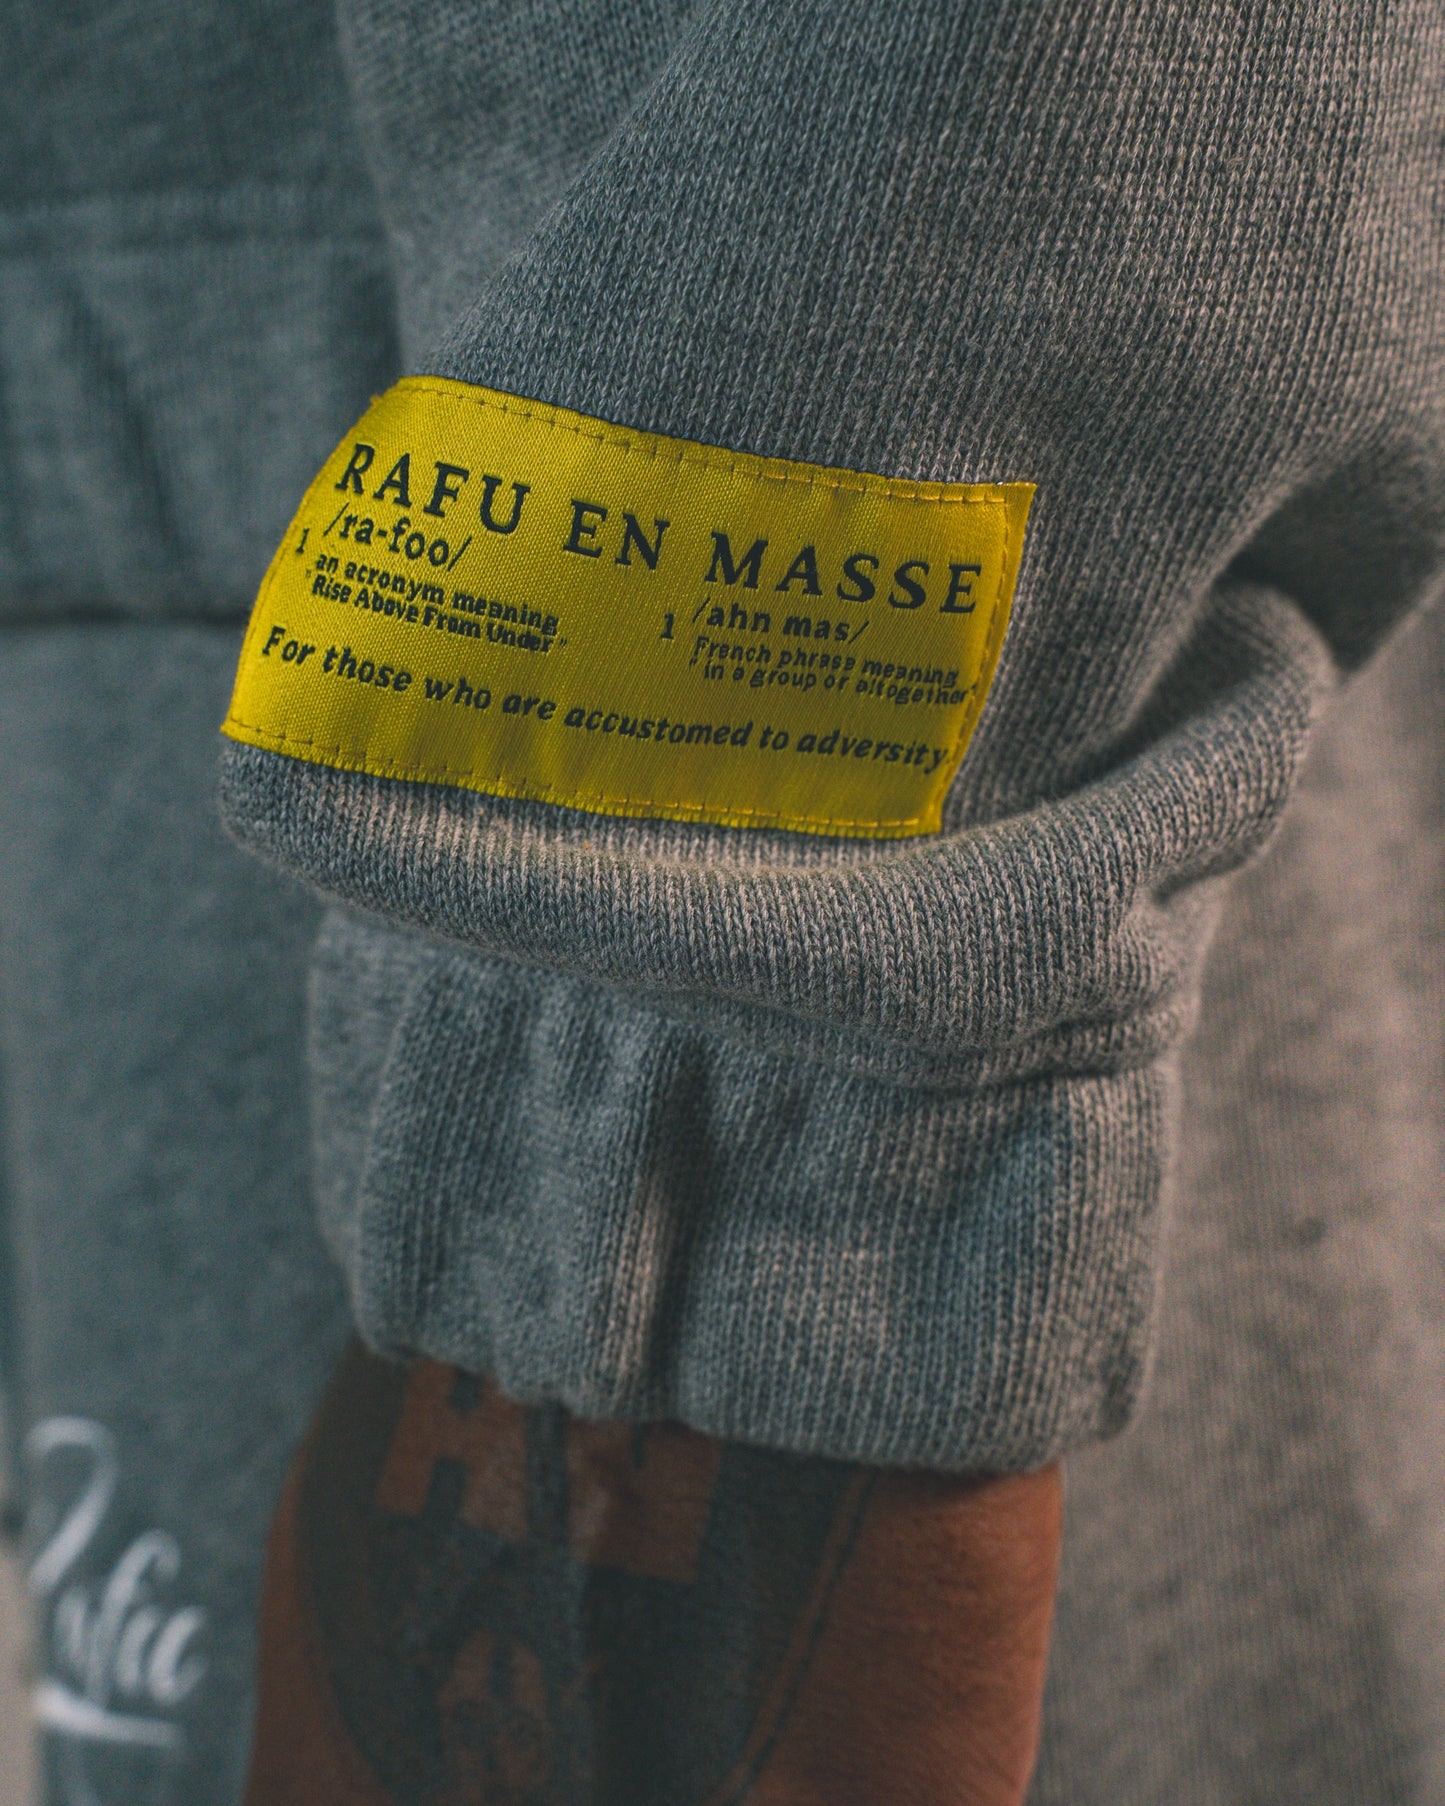 RAFU EN MASSE
/ra-foo/
1 an acronym meaning
"Rise Above From Under"
/ahn mas/
1 French phrase meaning
"in a group or altogether"
For those who are accustomed to adversity.
Rafu